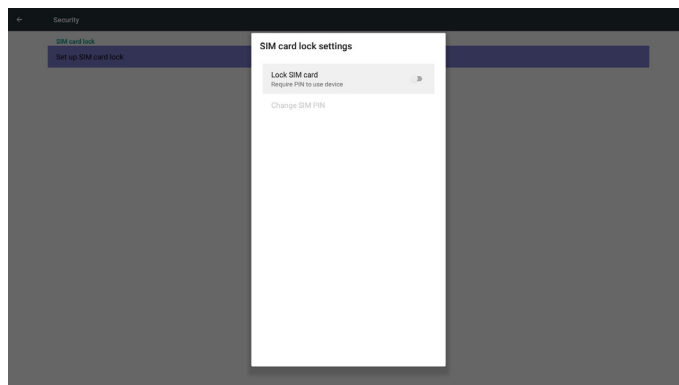 Security
SIM card lock
Set up SIM card lock
SIM card lock settings
Lock SIM card
Require PIN to use device
Change SIM PIN